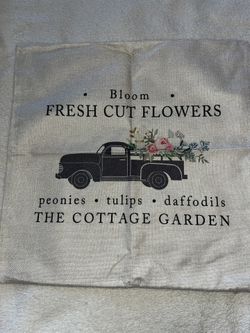 • Bloom •
FRESH CUT FLOWERS
peonies • tulips • daffodils
THE COTTAGE GARDEN